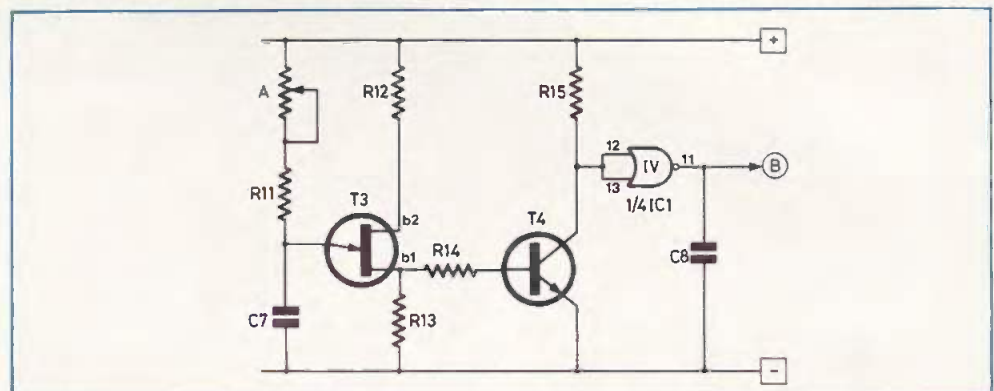 +
A
R12
R15
R11
12
IV
11
B
13
1/4 IC1
T3
b2
T4
R14
b1
C8
C7
R13
-